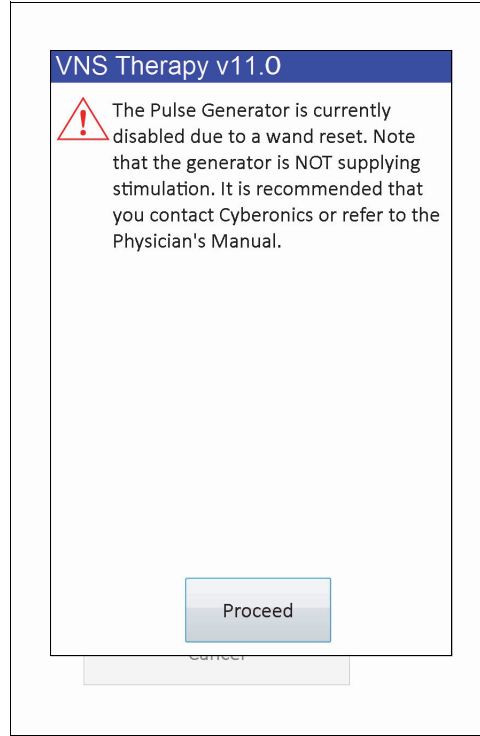 VNS Therapy v11.0
The Pulse Generator is currently
disabled due to a wand reset. Note
that the generator is NOT supplying
stimulation. It is recommended that
you contact Cyberonics or refer to the
Physician's Manual.
Proceed
Cancel